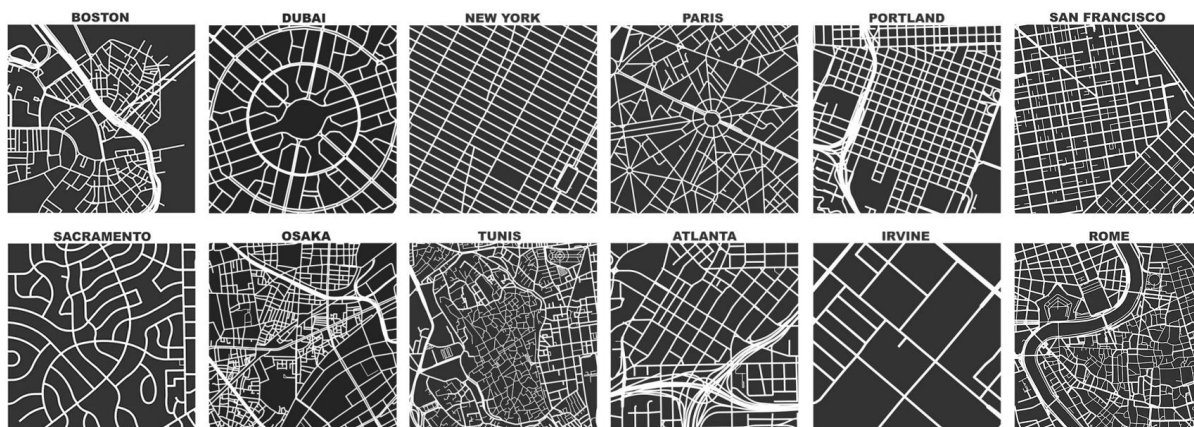 BOSTON
DUBAI
NEW YORK
PARIS
PORTLAND
SAN FRANCISCO
SACRAMENTO
OSAKA
TUNIS
ATLANTA
IRVINE
ROME